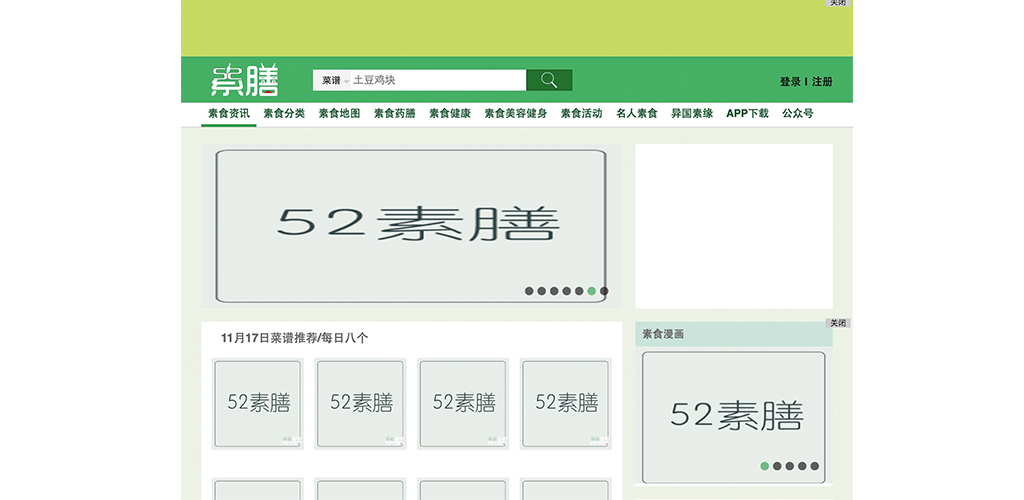 关闭
素膳
菜谱 土豆鸡块
登录 | 注册
素食资讯 素食分类 素食地图 素食药膳 素食健康 素食美容健身 素食活动 名人素食 异国素缘 APP下载 公众号
52素膳
关闭
11月17日菜谱推荐/每日八个
素食漫画
52素膳 52素膳 52素膳 52素膳
52素膳